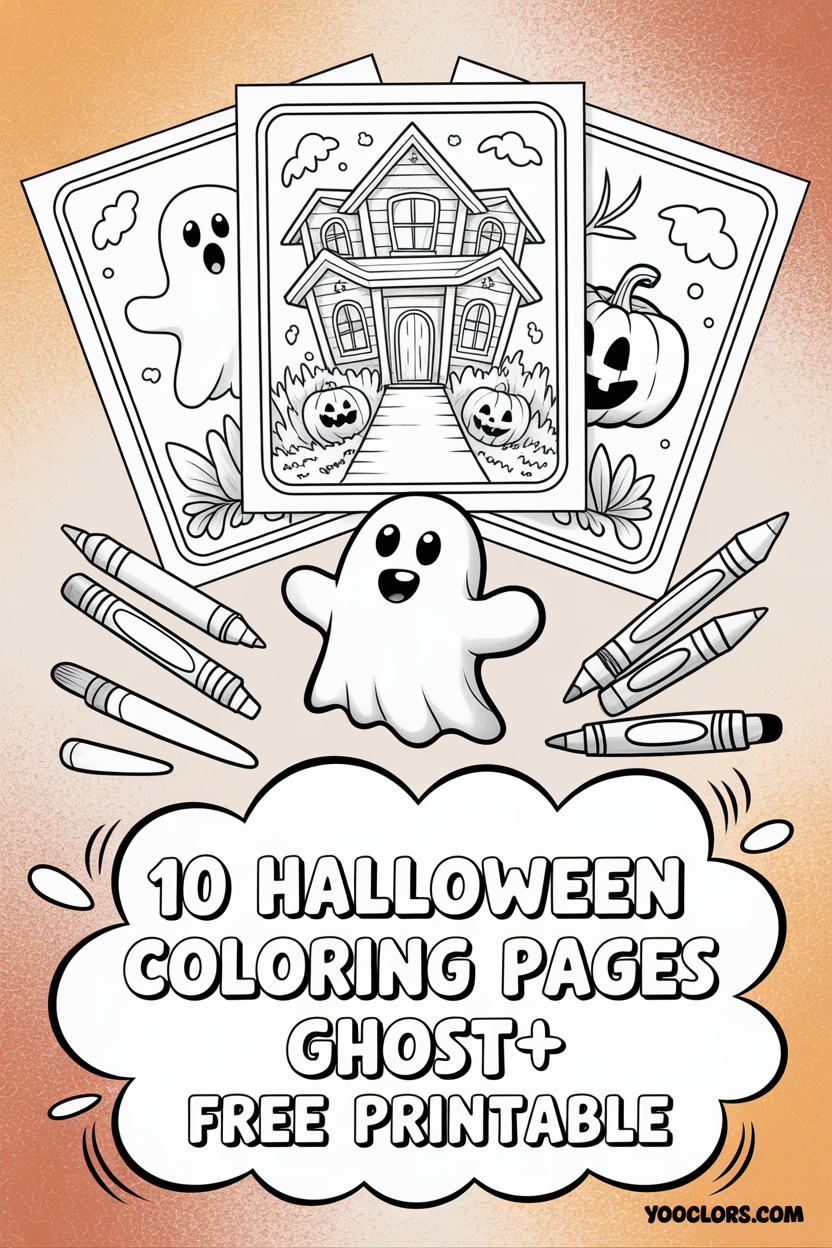 10 HALLOWEEN
COLORING PAGES
GHOST+
FREE PRINTABLE
YOOCLORS.COM